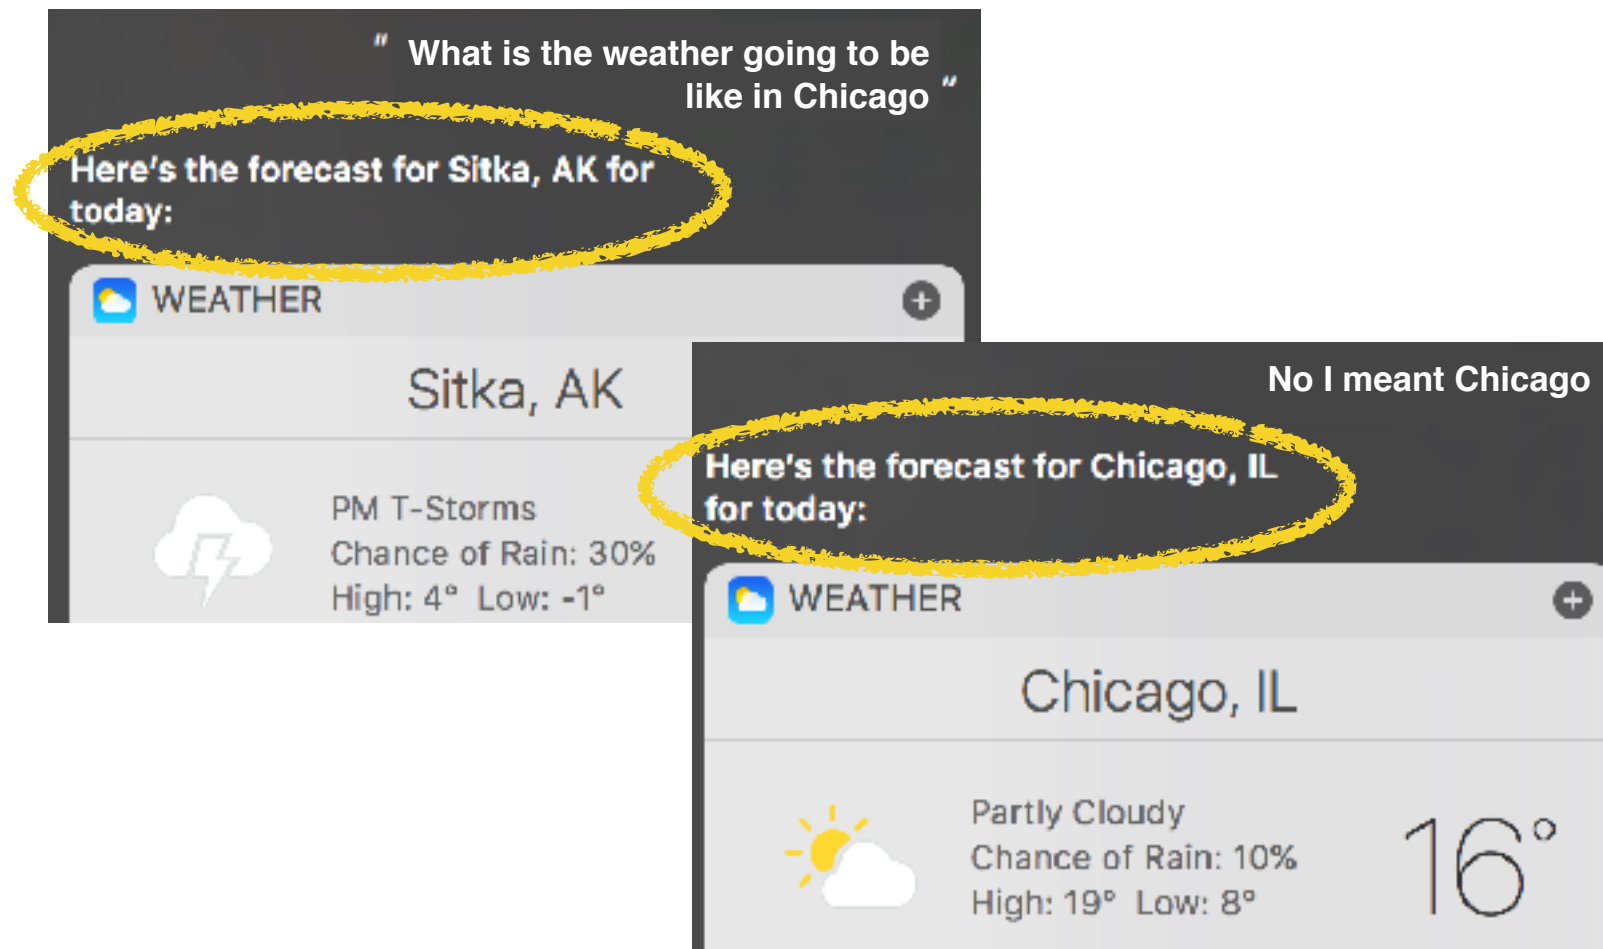 " What is the weather going to be
like in Chicago "
Here's the forecast for Sitka, AK for
today:
WEATHER
Sitka, AK
PM T-Storms
Chance of Rain: 30%
High: 4° Low: -1°
No I meant Chicago
Here's the forecast for Chicago, IL
for today:
WEATHER
Chicago, IL
Partly Cloudy
Chance of Rain: 10%
High: 19° Low: 8°
16°